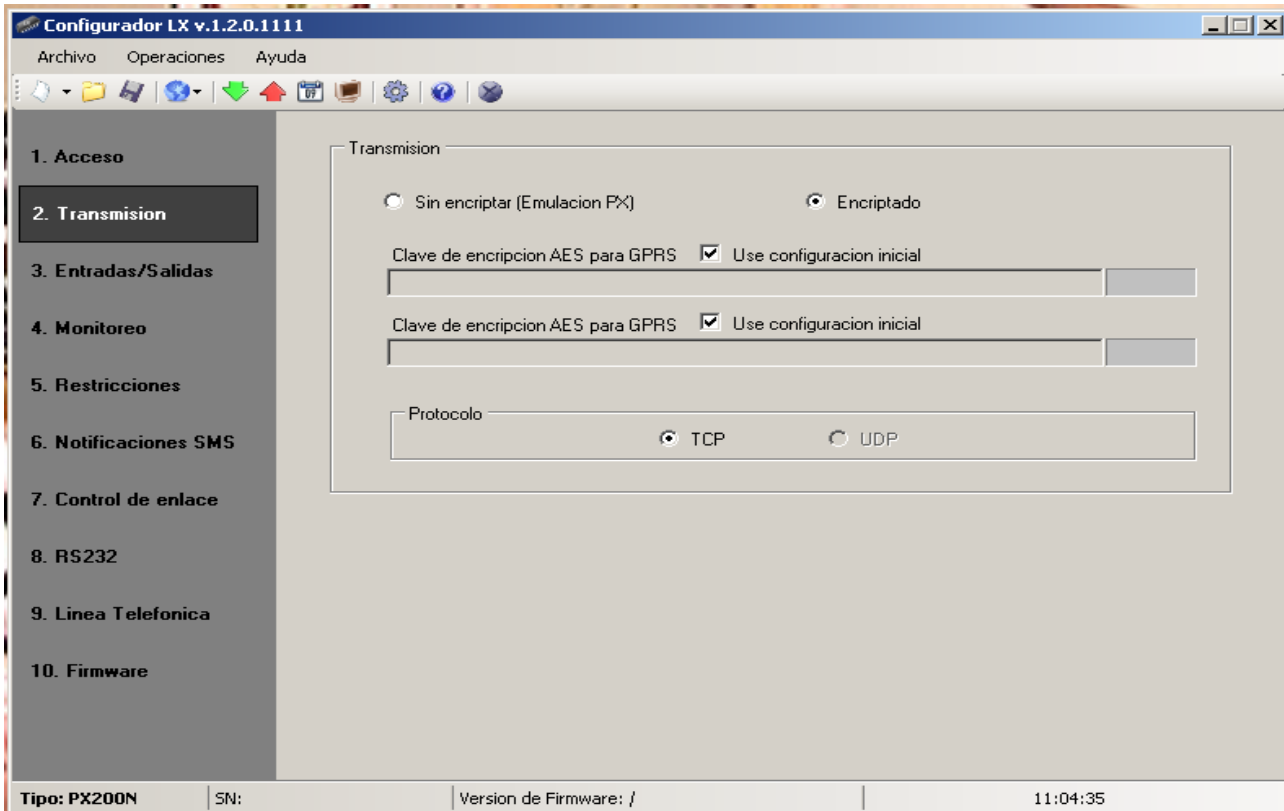 Configurador LX v.1.2.0.1111
Archivo Operaciones Ayuda
1. Acceso
2. Transmision
3. Entradas/Salidas
4. Monitoreo
5. Restricciones
6. Notificaciones SMS
7. Control de enlace
8. RS232
9. Linea Telefonica
10. Firmware
Transmision
Sin encriptar (Emulacion PX) Encriptado
Clave de encripcion AES para GPRS Use configuracion inicial
Clave de encripcion AES para GPRS Use configuracion inicial
Protocolo
TCP UDP
Tipo: PX200N SN: Version de Firmware: / 11:04:35